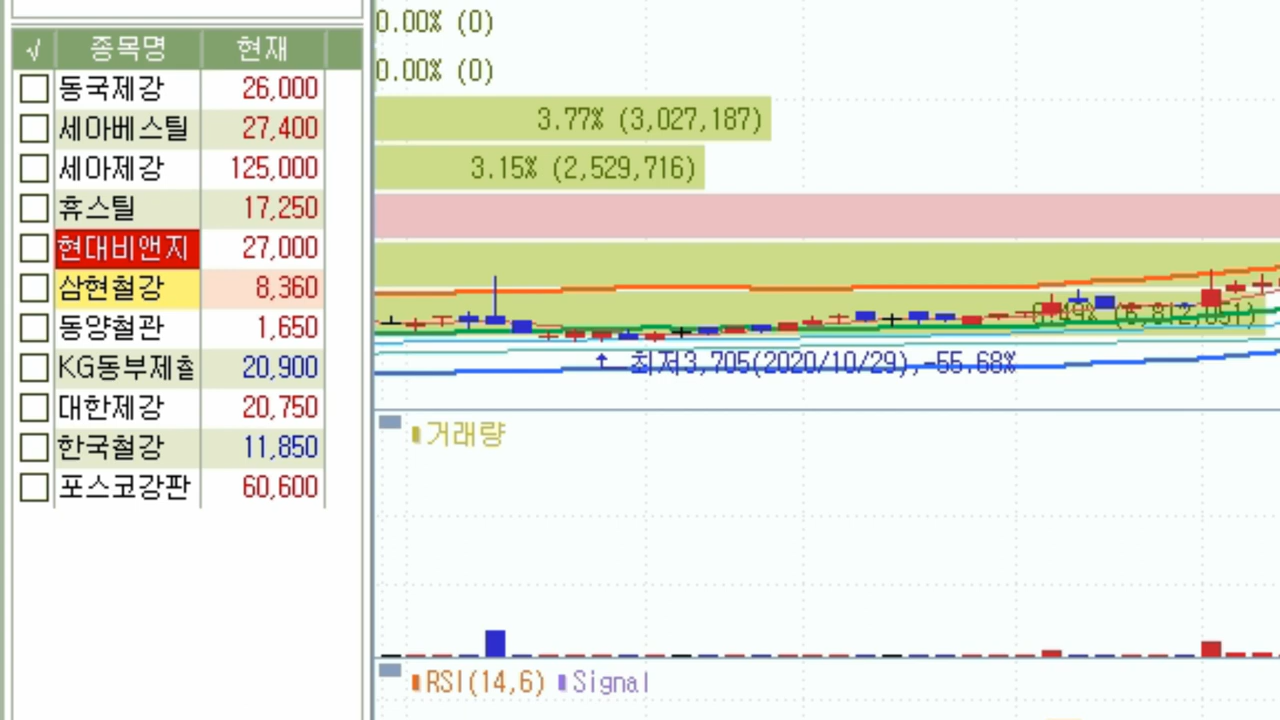 √ 종목명 현재
동국제강 26,000
세아베스틸 27,400
세아제강 125,000
휴스틸 17,250
현대비앤지 27,000
삼현철강 8,360
동양철관 1,650
KG동부제철 20,900
대한제강 20,750
한국철강 11,850
포스코강판 60,600
0.00% (0)
0.00% (0)
3.77% (3,027,187)
3.15% (2,529,716)
최저3,705(2020/10/29),-55.68%
거래량
RSI(14,6) Signal